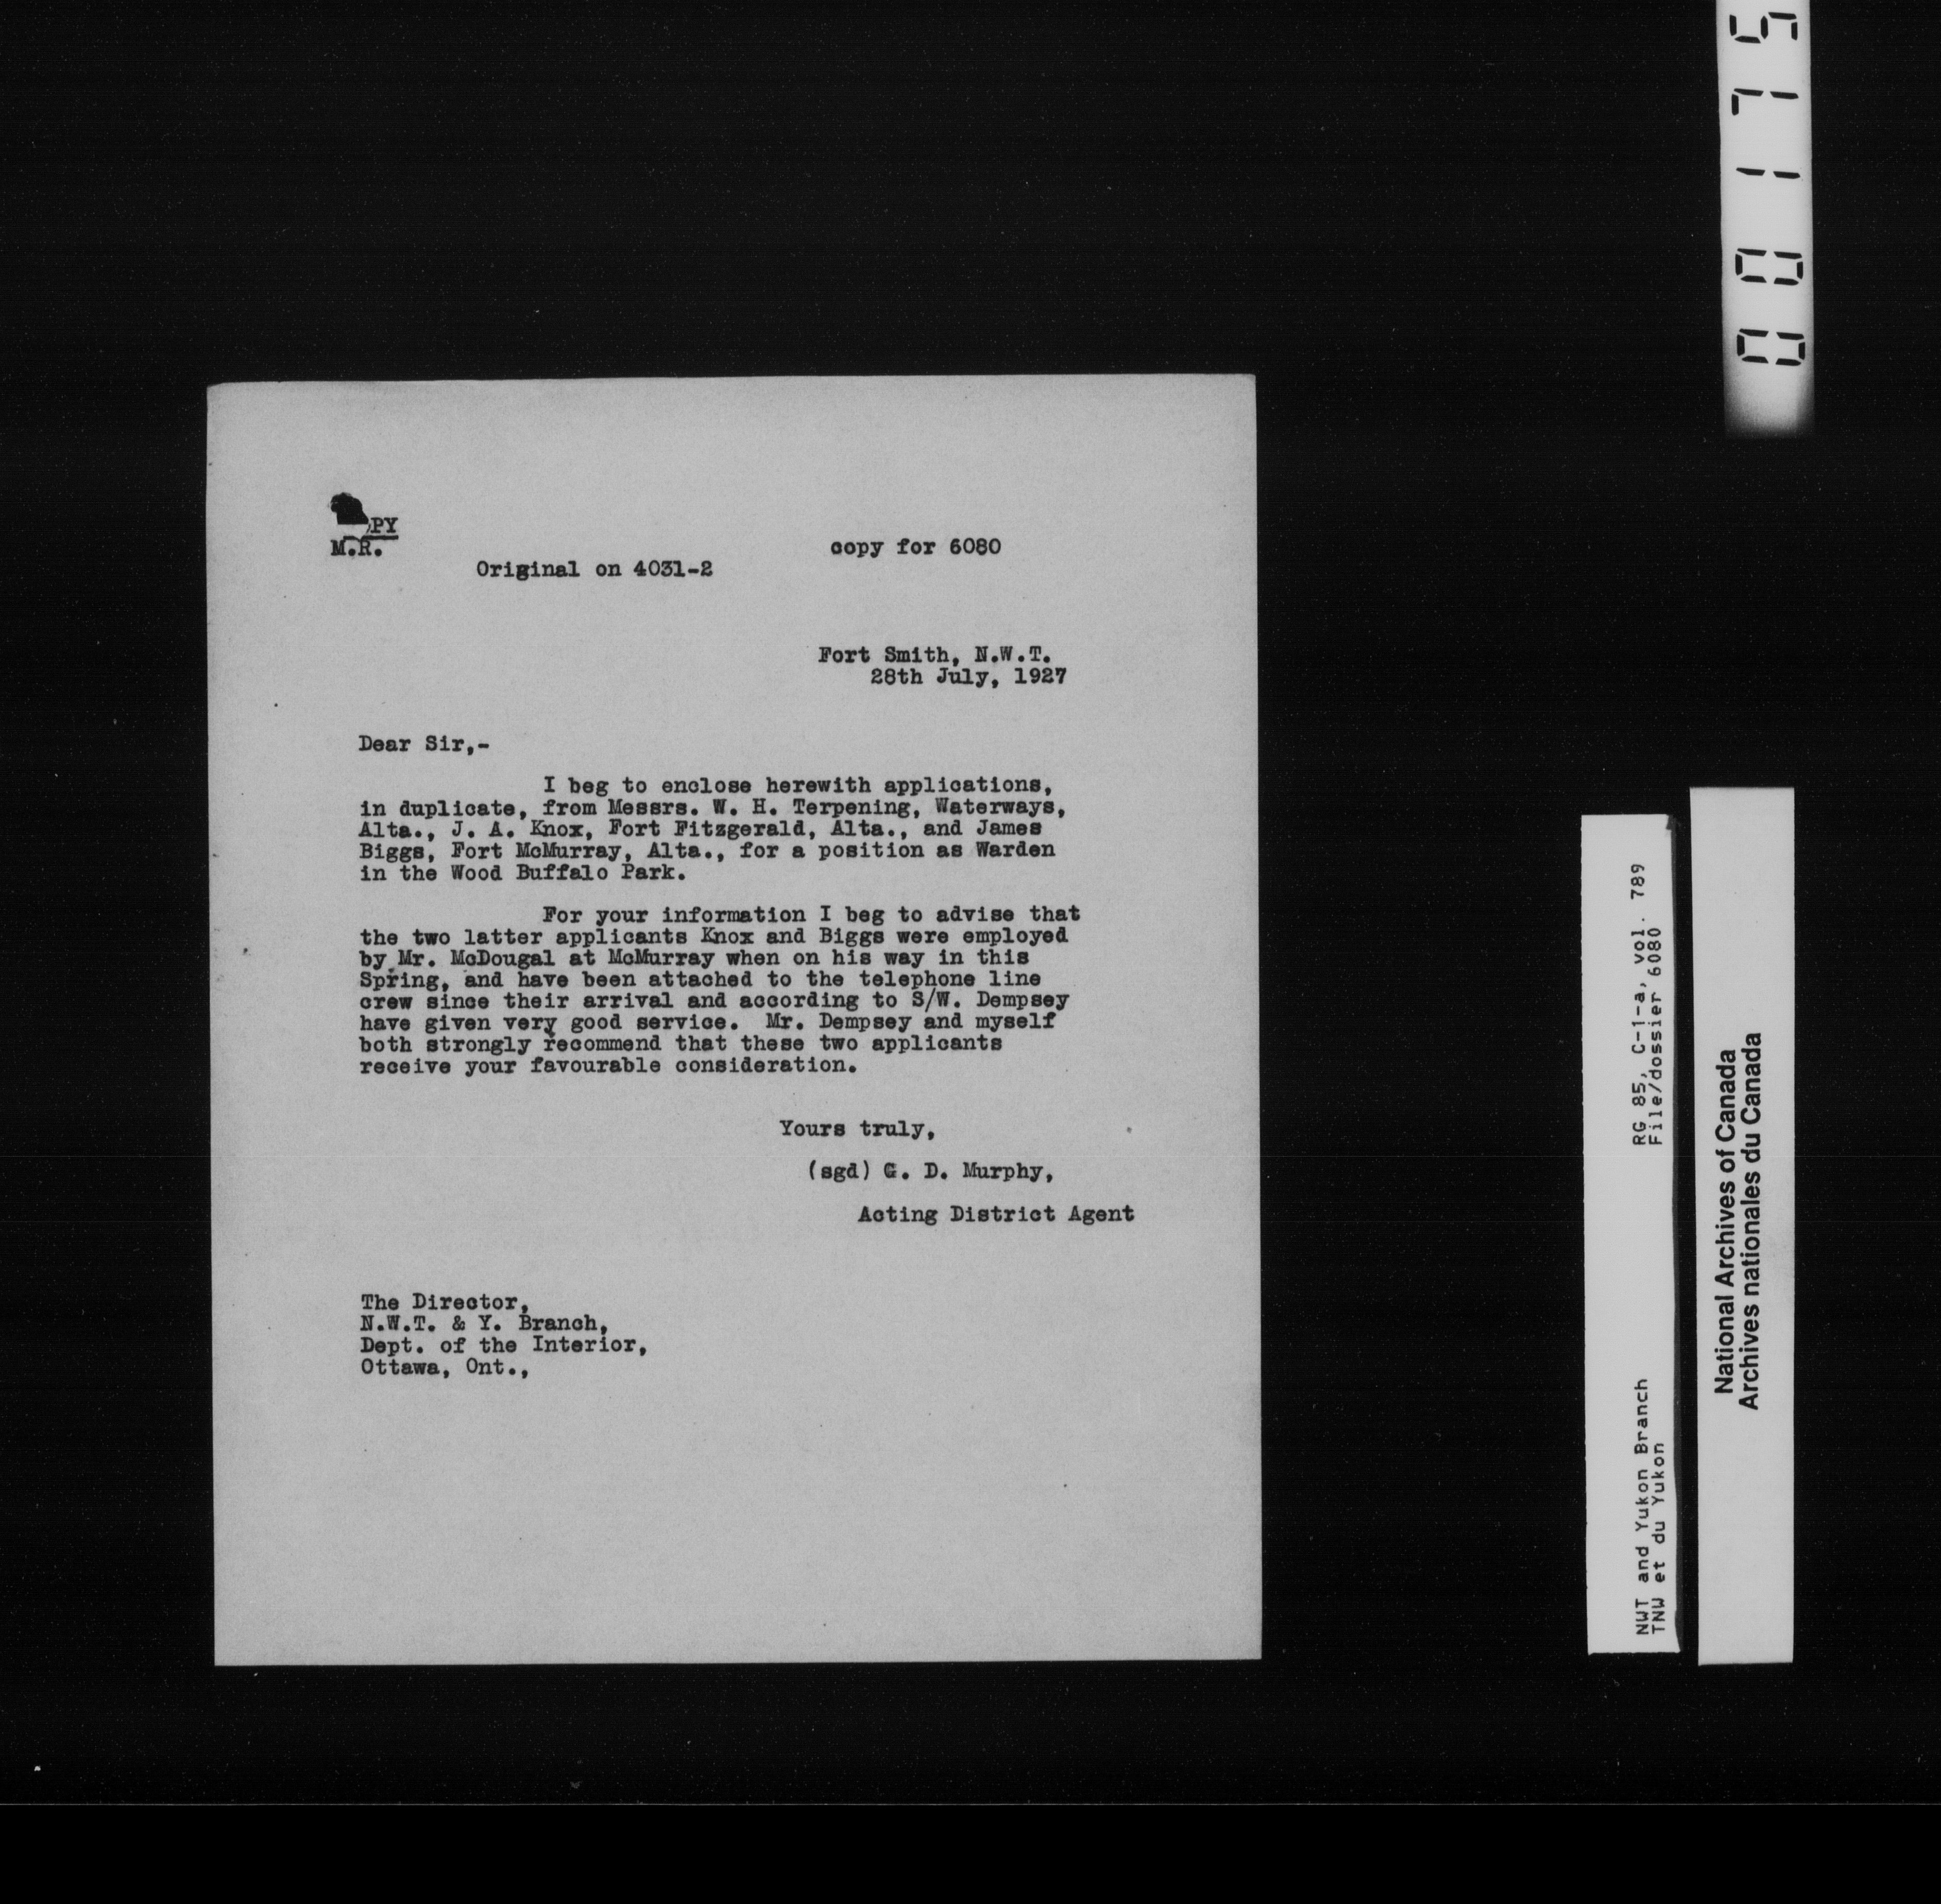 PY
M.R.
copy for 6080
Original on 4031-2
Fort Smith, N.W.T.
28th July, 1927
Dear Sir,-
I beg to enclose herewith applications,
in duplicate, from Messrs. W. H. Terpening, Waterways,
Alta., J. A. Knox, Fort Fitzgerald, Alta., and James
Biggs, Fort McMurray, Alta., for a position as Warden
in the Wood Buffalo Park.
For your information I beg to advise that
the two latter applicants Knox and Biggs were employed
by Mr. McDougal at McMurray when on his way in this
Spring, and have been attached to the telephone line
crew since their arrival and according to S/W. Dempsey
have given very good service. Mr. Dempsey and myself
both strongly recommend that these two applicants
receive your favourable consideration.
Yours truly,
(sgd) G. D. Murphy,
Acting District Agent
The Director,
N.W.T. & Y. Branch,
Dept. of the Interior,
Ottawa, Ont.,
00175
NWT and Yukon Branch
TNW et du Yukon
RG 85, C-1-a, vol. 789
File/dossier 6080
National Archives of Canada
Archives nationales du Canada